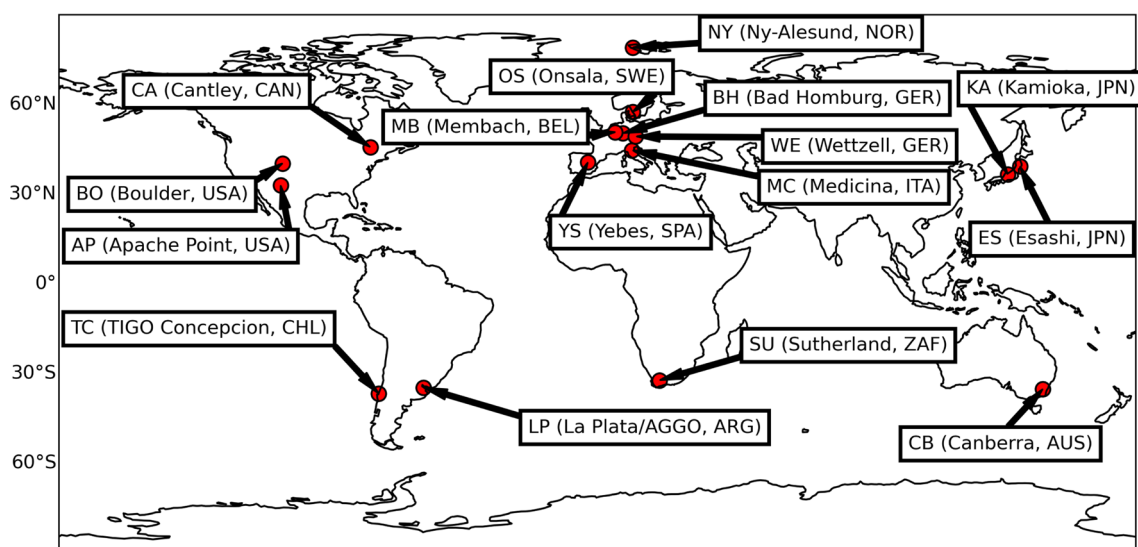 NY (Ny-Alesund, NOR)
OS (Onsala, SWE)
CA (Cantley, CAN)
BH (Bad Homburg, GER)
KA (Kamioka, JPN)
60°N
MB (Membach, BEL)
WE (Wettzell, GER)
BO (Boulder, USA)
MC (Medicina, ITA)
30°N
AP (Apache Point, USA)
YS (Yebes, SPA)
ES (Esashi, JPN)
0°
TC (TIGO Concepcion, CHL)
SU (Sutherland, ZAF)
30°S
LP (La Plata/AGGO, ARG)
CB (Canberra, AUS)
60°S